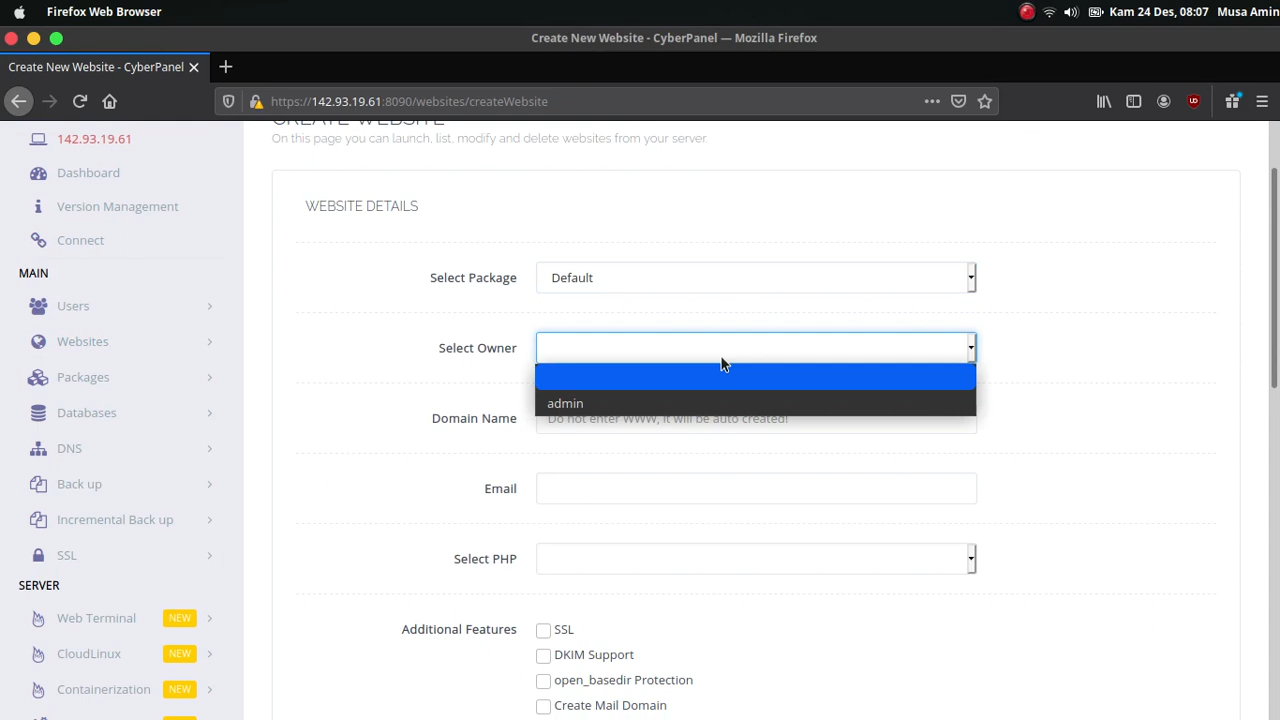 Firefox Web Browser
Kam 24 Des, 08:07 Musa Amin
Create New Website - CyberPanel — Mozilla Firefox
Create New Website - CyberPanel
https://142.93.19.61:8090/websites/createWebsite
142.93.19.61
Dashboard
Version Management
Connect
MAIN
Users
Websites
Packages
Databases
DNS
Back up
Incremental Back up
SSL
SERVER
Web Terminal NEW
CloudLinux NEW
Containerization NEW
CREATE WEBSITE
On this page you can launch, list, modify and delete websites from your server.
WEBSITE DETAILS
Select Package Default
Select Owner
admin
Domain Name Do not enter WWW, it will be auto created!
Email
Select PHP
Additional Features SSL
DKIM Support
open_basedir Protection
Create Mail Domain